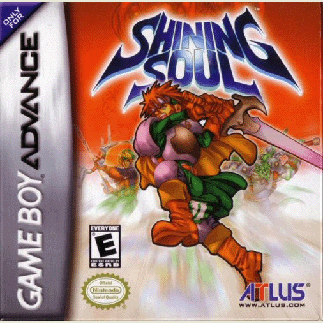 ONLY
FOR
GAME BOY ADVANCE
SHINING
SOUL
EVERYONE
E
ESRB
Official
Nintendo
Seal of Quality
ATLUS
WWW.ATLUS.COM